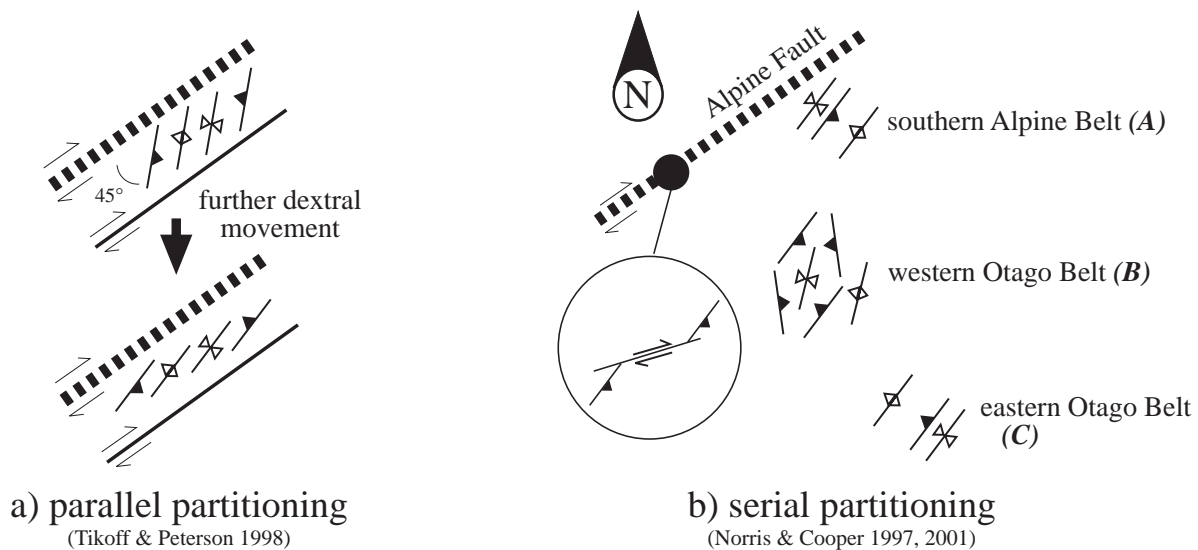 45°
further dextral
movement
a) parallel partitioning
(Tikoff & Peterson 1998)
N
Alpine Fault
southern Alpine Belt (A)
western Otago Belt (B)
eastern Otago Belt
(C)
b) serial partitioning
(Norris & Cooper 1997, 2001)